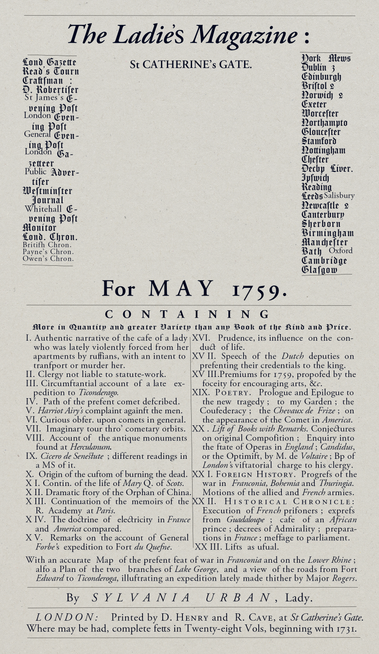 The Ladie's Magazine :
St CATHERINE's GATE.
Lond Gazette
Read's Tourn
Craftſman :
D. Robertiſer
St James's E-
vening Poſt
London Even-
ing Poſt
General Even-
ing Poſt
London Ga-
zetteer
Public Adver-
tiſer
Weſtminſter
Journal
Whitehall E-
vening Poſt
Monitor
Lond. Chron.
Britiſh Chron.
Payne's Chron.
Owen's Chron.
York Mews
Dublin 3
Edinburgh
Briſtol 2
Norwich 2
Exeter
Worceſter
Northampto
Glouceſter
Stamford
Nottingham
Cheſter
Derbp Liver.
Ipſwich
Reading
Leeds Salisbury
Newcaſtle 2
Canterbury
Sherborn
Birmingham
Mancheſter
Bath Oxford
Cambridge
Glaſgow
For MAY 1759.
CONTAINING
More in Quantity and greater Variety than any Book of the Kind and Price.
I. Authentic narrative of the cafe of a lady
who was lately violently forced from her
apartments by ruffians, with an intent to
tranfport or murder her.
II. Clergy not liable to statute-work.
III. Circumftantial account of a late ex-
pedition to Ticonderago.
IV. Path of the prefent comet defcribed.
V. Harriot Airy's complaint againft the men.
VI. Curious obfer. upon comets in general.
VII. Imaginary tour thro' cometary orbits.
VIII. Account of the antique monuments
found at Herculanum.
IX. Cicero de Senectute ; different readings in
a MS of it.
X. Origin of the cuftom of burning the dead.
XI. Contin. of the life of Mary Q. of Scots.
XII. Dramatic ftory of the Orphan of China.
XIII. Continuation of the memoirs of the
R. Academy at Paris.
XIV. The doctrine of electricity in France
and America compared.
XV. Remarks on the account of General
Forbe's expedition to Fort du Quefne.
XVI. Prudence, its influence on the con-
duct of life.
XVII. Speech of the Dutch deputies on
prefenting their credentials to the king.
XVIII. Premiums for 1759, propofed by the
fociety for encouraging arts, &c.
XIX. POETRY. Prologue and Epilogue to
the new tragedy ; to my Garden : the
Confederacy ; the Chevaux de Frize ; on
the appearance of the Comet in America.
XX. Lift of Books with Remarks. Conjectures
on original Compofition ; Enquiry into
the ftate of Operas in England ; Candidus,
or the Optimift, by M. de Voltaire ; Bp of
London's viftatorial charge to his clergy.
XXI. FOREIGN HISTORY. Progrefs of the
war in Franconia, Bohemia and Thuringia.
Motions of the allied and French armies.
XXII. HISTORICAL CHRONICLE:
Execution of French prifoners ; exprefs
from Guadaloupe ; cafe of an African
prince ; decrees of Admiralty ; prepara-
tions in France ; meffage to parliament.
XXIII. Lifts as ufual.
With an accurate Map of the prefent feat of war in Franconia and on the Lower Rhine ;
alfo a Plan of the two branches of Lake George, and a view of the rods from Fort
Edward to Ticonderoga, illuftrating an expedition lately made thither by Major Rogers.
By SYLVANIA URBAN, Lady.
LONDON: Printed by D. HENRY and R. CAVE, at St Catherine's Gate.
Where may be had, complete fetts in Twenty-eight Vols, beginning with 1731.